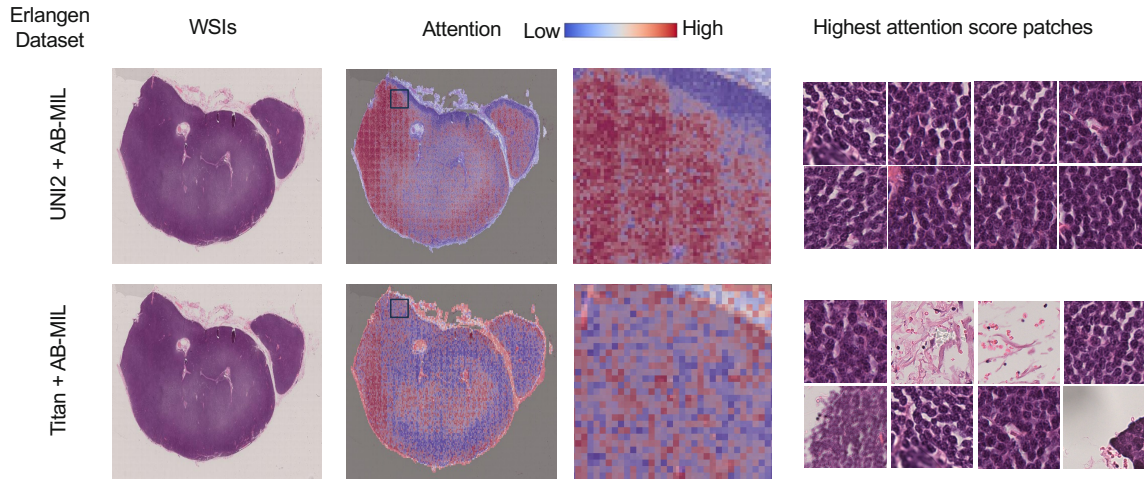 Erlangen
Dataset
WSIs
Attention
Low
High
Highest attention score patches
UNI2 + AB-MIL
Titan + AB-MIL